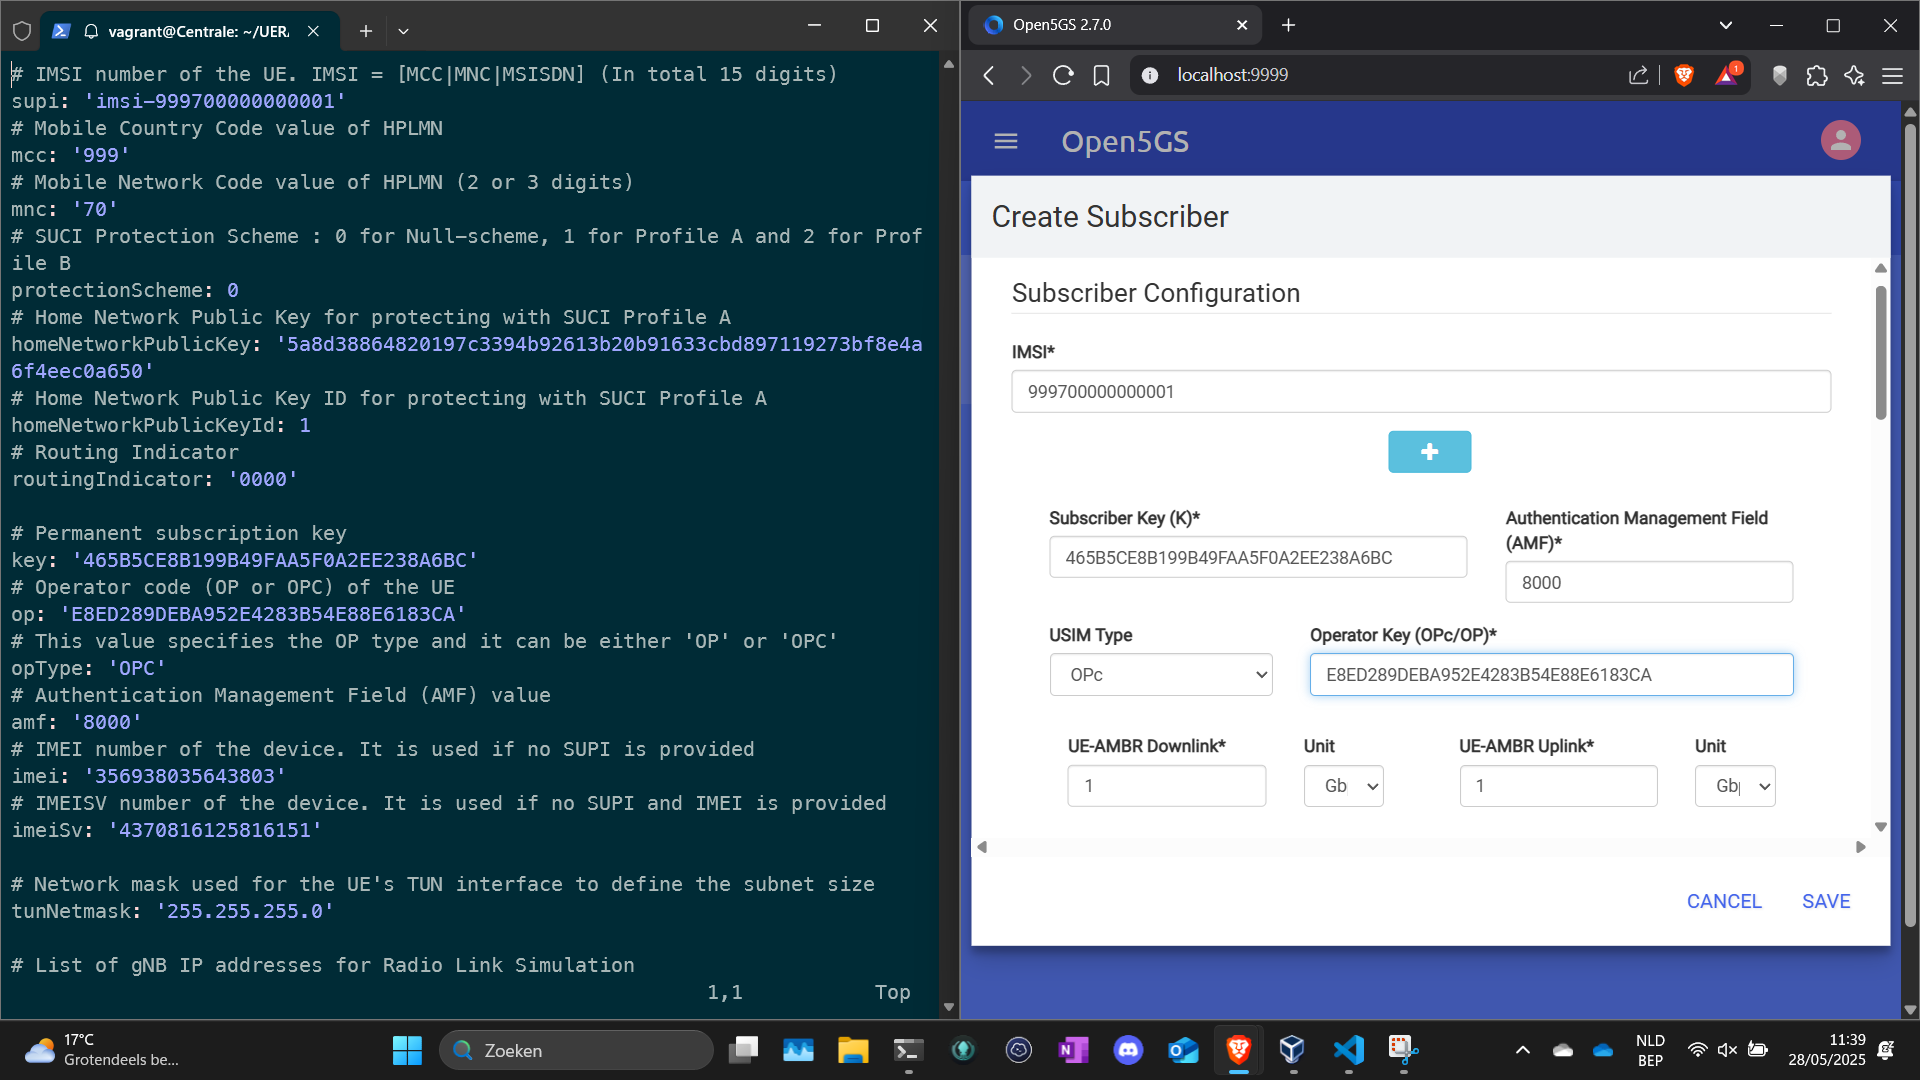 vagrant@Centrale: ~/UERA
# IMSI number of the UE. IMSI = [MCC|MNC|MSISDN] (In total 15 digits)
supi: 'imsi-999700000000001'
# Mobile Country Code value of HPLMN
mcc: '999'
# Mobile Network Code value of HPLMN (2 or 3 digits)
mnc: '70'
# SUCI Protection Scheme : 0 for Null-scheme, 1 for Profile A and 2 for Prof
ile B
protectionScheme: 0
# Home Network Public Key for protecting with SUCI Profile A
homeNetworkPublicKey: '5a8d38864820197c3394b92613b20b91633cbd897119273bf8e4a
6f4eec0a650'
# Home Network Public Key ID for protecting with SUCI Profile A
homeNetworkPublicKeyId: 1
# Routing Indicator
routingIndicator: '0000'
# Permanent subscription key
key: '465B5CE8B199B49FAA5F0A2EE238A6BC'
# Operator code (OP or OPC) of the UE
op: 'E8ED289DEBA952E4283B54E88E6183CA'
# This value specifies the OP type and it can be either 'OP' or 'OPC'
opType: 'OPC'
# Authentication Management Field (AMF) value
amf: '8000'
# IMEI number of the device. It is used if no SUPI is provided
imei: '356938035643803'
# IMEISV number of the device. It is used if no SUPI and IMEI is provided
imeiSv: '4370816125816151'
# Network mask used for the UE's TUN interface to define the subnet size
tunNetmask: '255.255.255.0'
# List of gNB IP addresses for Radio Link Simulation
1,1 Top
Open5GS 2.7.0
localhost:9999
1
Open5GS
Create Subscriber
Subscriber Configuration
IMSI*
999700000000001
Subscriber Key (K)*
465B5CE8B199B49FAA5F0A2EE238A6BC
Authentication Management Field
(AMF)*
8000
USIM Type
OPc
Operator Key (OPc/OP)*
E8ED289DEBA952E4283B54E88E6183CA
UE-AMBR Downlink* Unit UE-AMBR Uplink* Unit
1 Gb 1 Gb
CANCEL SAVE
17°C
Grotendeels be...
Zoeken
NLD
BEP
11:39
28/05/2025